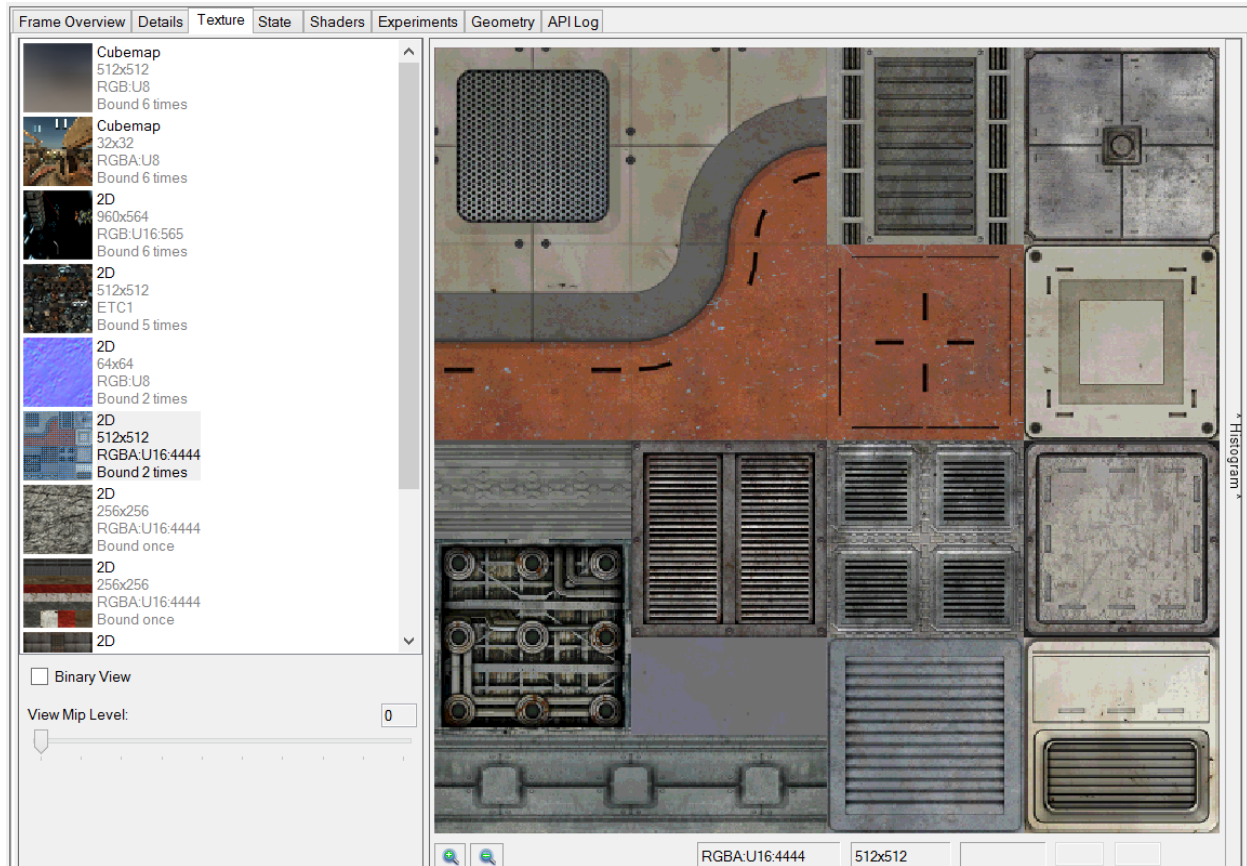 Frame Overview Details Texture State Shaders Experiments Geometry API Log
Cubemap
512x512
RGB:U8
Bound 6 times
Cubemap
32x32
RGBA:U8
Bound 6 times
2D
960x564
RGB:U16:565
Bound 6 times
2D
512x512
ETC1
Bound 5 times
2D
64x64
RGB:U8
Bound 2 times
2D
512x512
RGBA:U16:4444
Bound 2 times
2D
256x256
RGBA:U16:4444
Bound once
2D
256x256
RGBA:U16:4444
Bound once
2D
Binary View
View Mip Level: 0
Histogram
RGBA:U16:4444 512x512